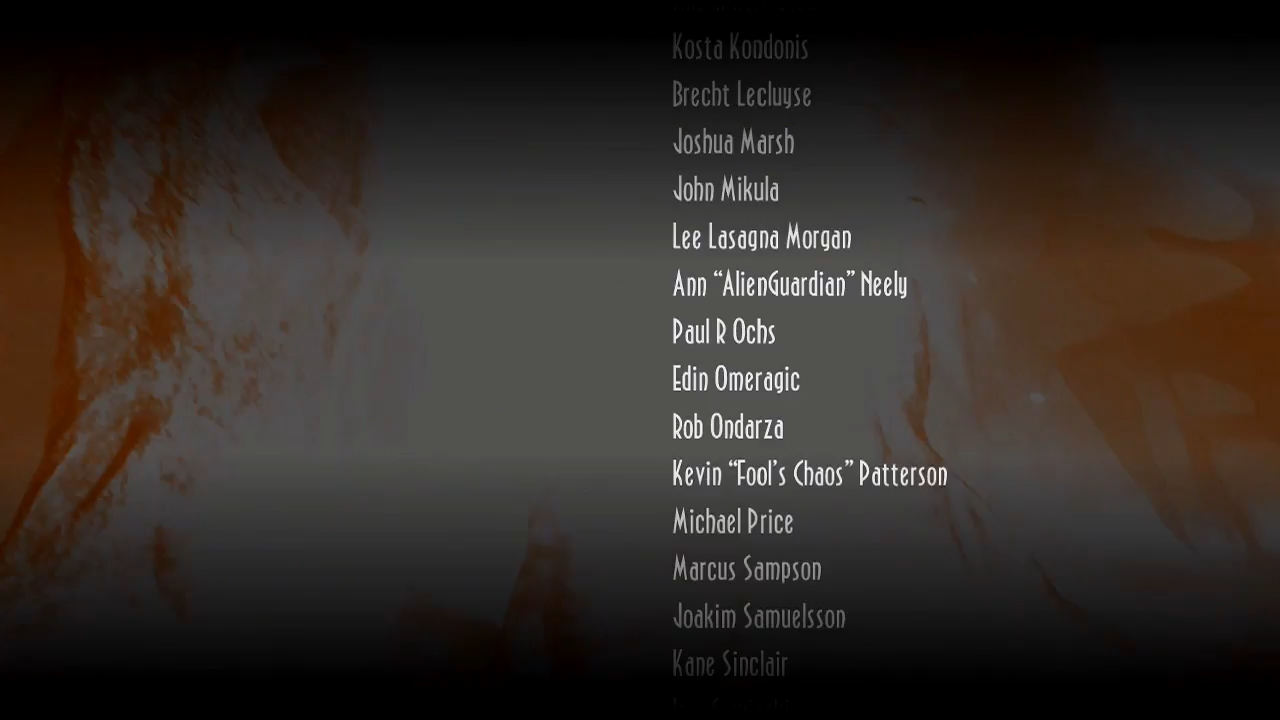 Kosta Kondonis
Brecht Lecluyse
Joshua Marsh
John Mikula
Lee Lasagna Morgan
Ann “AlienGuardian” Neely
Paul R Ochs
Edin Omeragic
Rob Ondarza
Kevin “Fool's Chaos” Patterson
Michael Price
Marcus Sampson
Joakim Samuelsson
Kane Sinclair